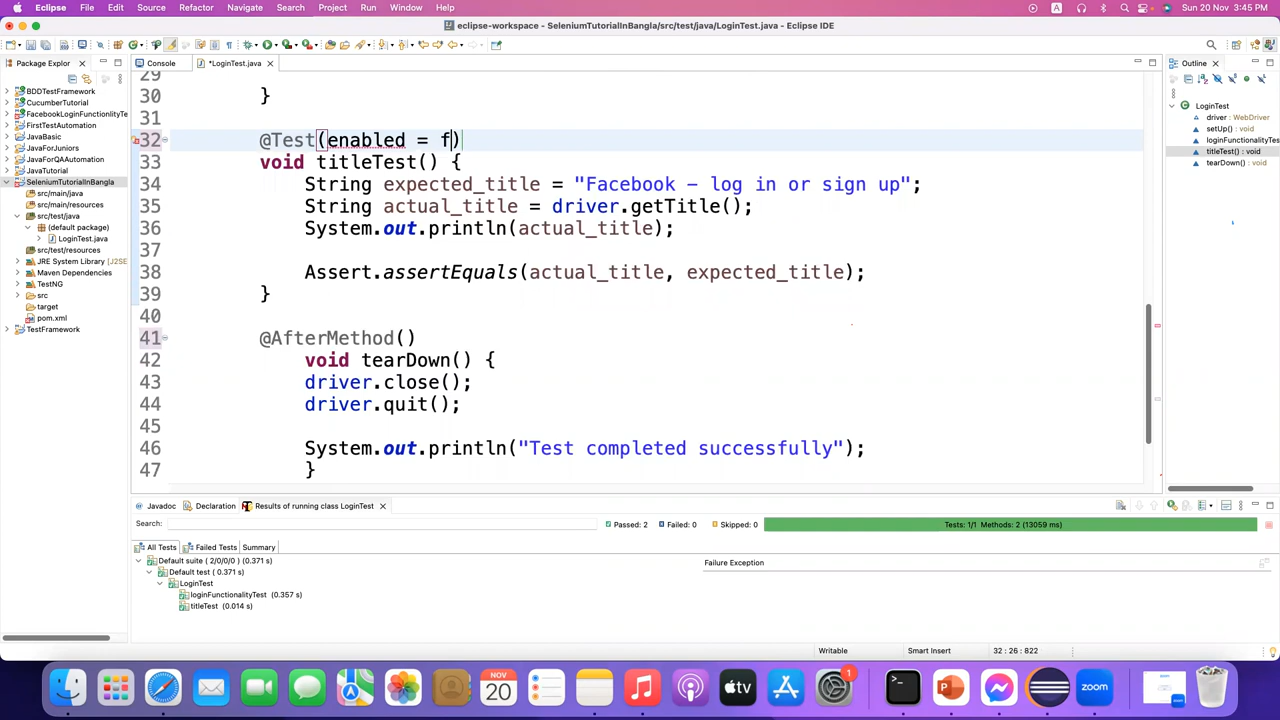 Eclipse File Edit Source Refactor Navigate Search Project Run Window Help A Sun 20 Nov 3:45 PM
eclipse-workspace - SeleniumTutorialInBangla/src/test/java/LoginTest.java - Eclipse IDE
Package Explor
Console
*LoginTest.java
Outline
BDDTestFramework
CucumberTutorial
FacebookLoginFunctionlityTe
FirstTestAutomation
JavaBasic
JavaForJuniors
JavaForQAAutomation
JavaTutorial
SeleniumTutorialInBangla
src/main/java
src/main/resources
src/test/java
(default package)
LoginTest.java
src/test/resources
JRE System Library [J2SE
Maven Dependencies
TestNG
src
target
pom.xml
TestFramework
29
30 }
31
32 @Test(enabled = f)
33 void titleTest() {
34 String expected_title = "Facebook – log in or sign up";
35 String actual_title = driver.getTitle();
36 System.out.println(actual_title);
37
38 Assert.assertEquals(actual_title, expected_title);
39 }
40
41 @AfterMethod()
42 void tearDown() {
43 driver.close();
44 driver.quit();
45
46 System.out.println("Test completed successfully");
47 }
LoginTest
driver : WebDriver
setUp() : void
loginFunctionalityTest
titleTest() : void
tearDown() : void
Javadoc Declaration Results of running class LoginTest
Search: Passed: 2 Failed: 0 Skipped: 0 Tests: 1/1 Methods: 2 (13059 ms)
All Tests Failed Tests Summary
Default suite ( 2/0/0/0 ) (0.371 s)
Default test ( 0.371 s)
LoginTest
loginFunctionalityTest (0.357 s)
titleTest (0.014 s)
Failure Exception
Writable Smart Insert 32 : 26 : 822
NOV
20
tv
1
zoom